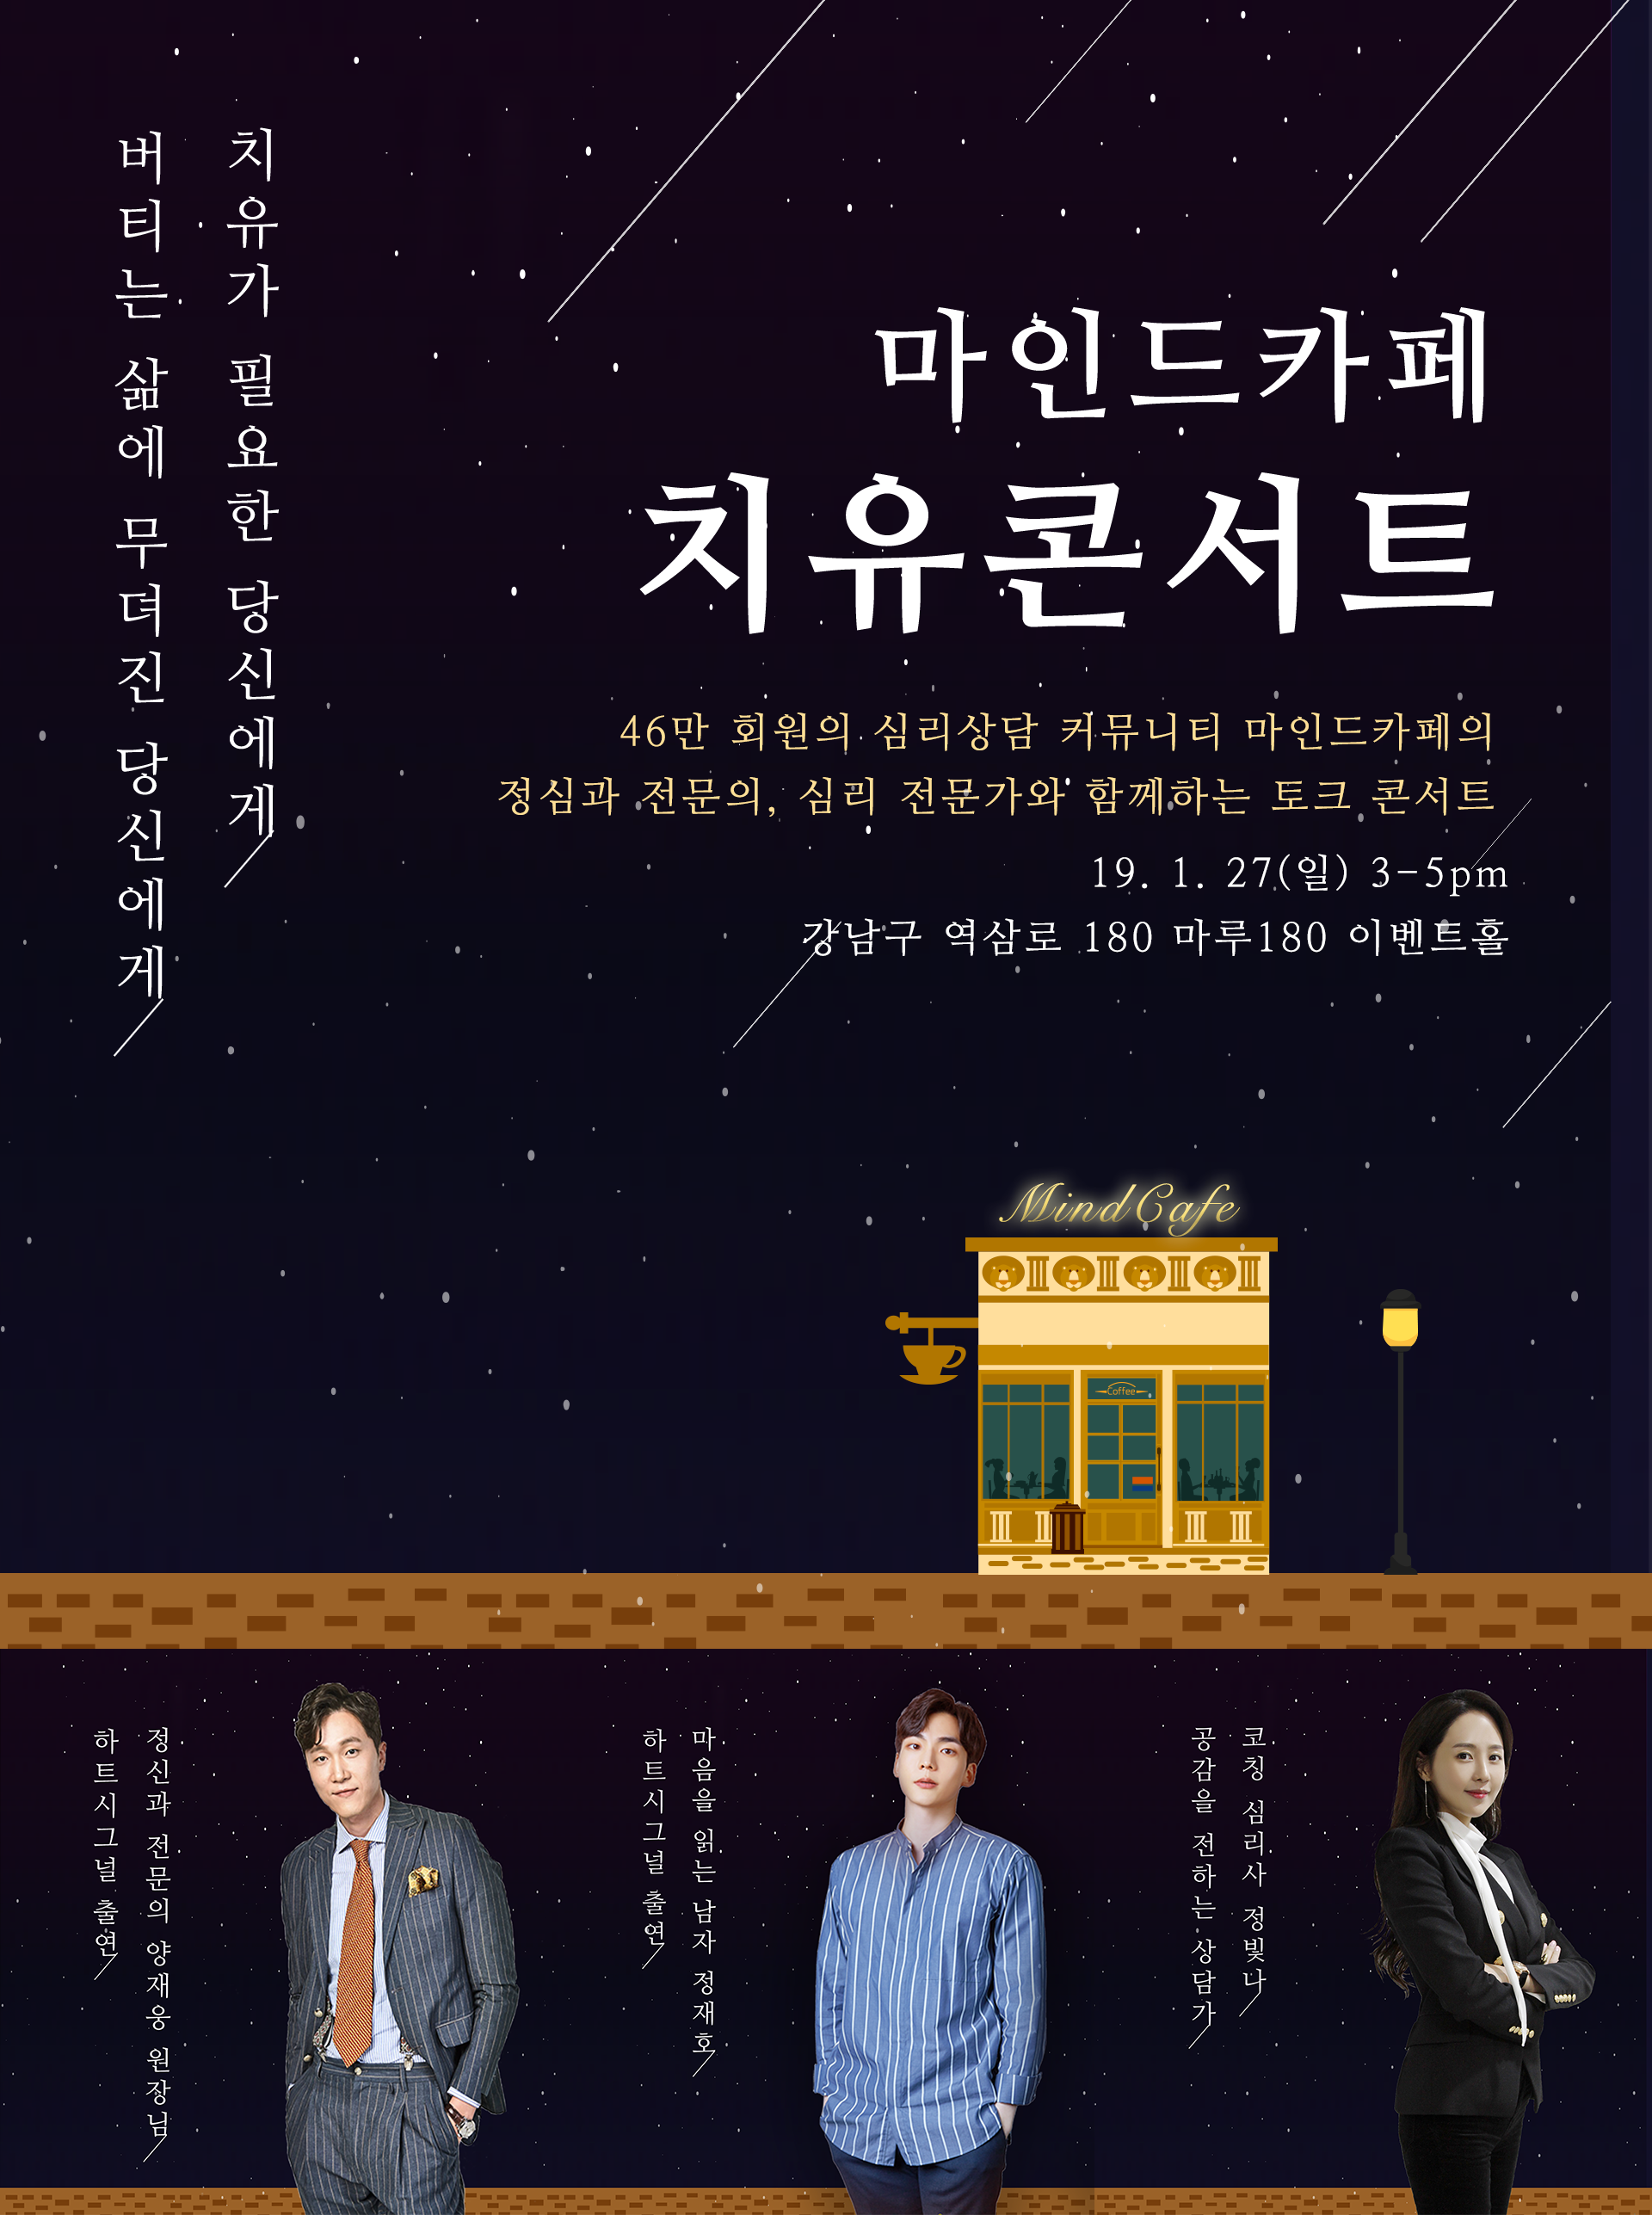 치유가 필요한 당신에게
버티는 삶에 무뎌진 당신에게
마인드카페
치유콘서트
46만 회원의 심리상담 커뮤니티 마인드카페의
정심과 전문의, 심리 전문가와 함께하는 토크 콘서트
19. 1. 27(일) 3-5pm
강남구 역삼로 180 마루180 이벤트홀
MindCafe
Coffee
정신과 전문의 양재웅 원장님
하트시그널 출연
마음을 읽는 남자 정재호
하트시그널 출연
코칭 심리사 정빛나
공감을 전하는 상담가